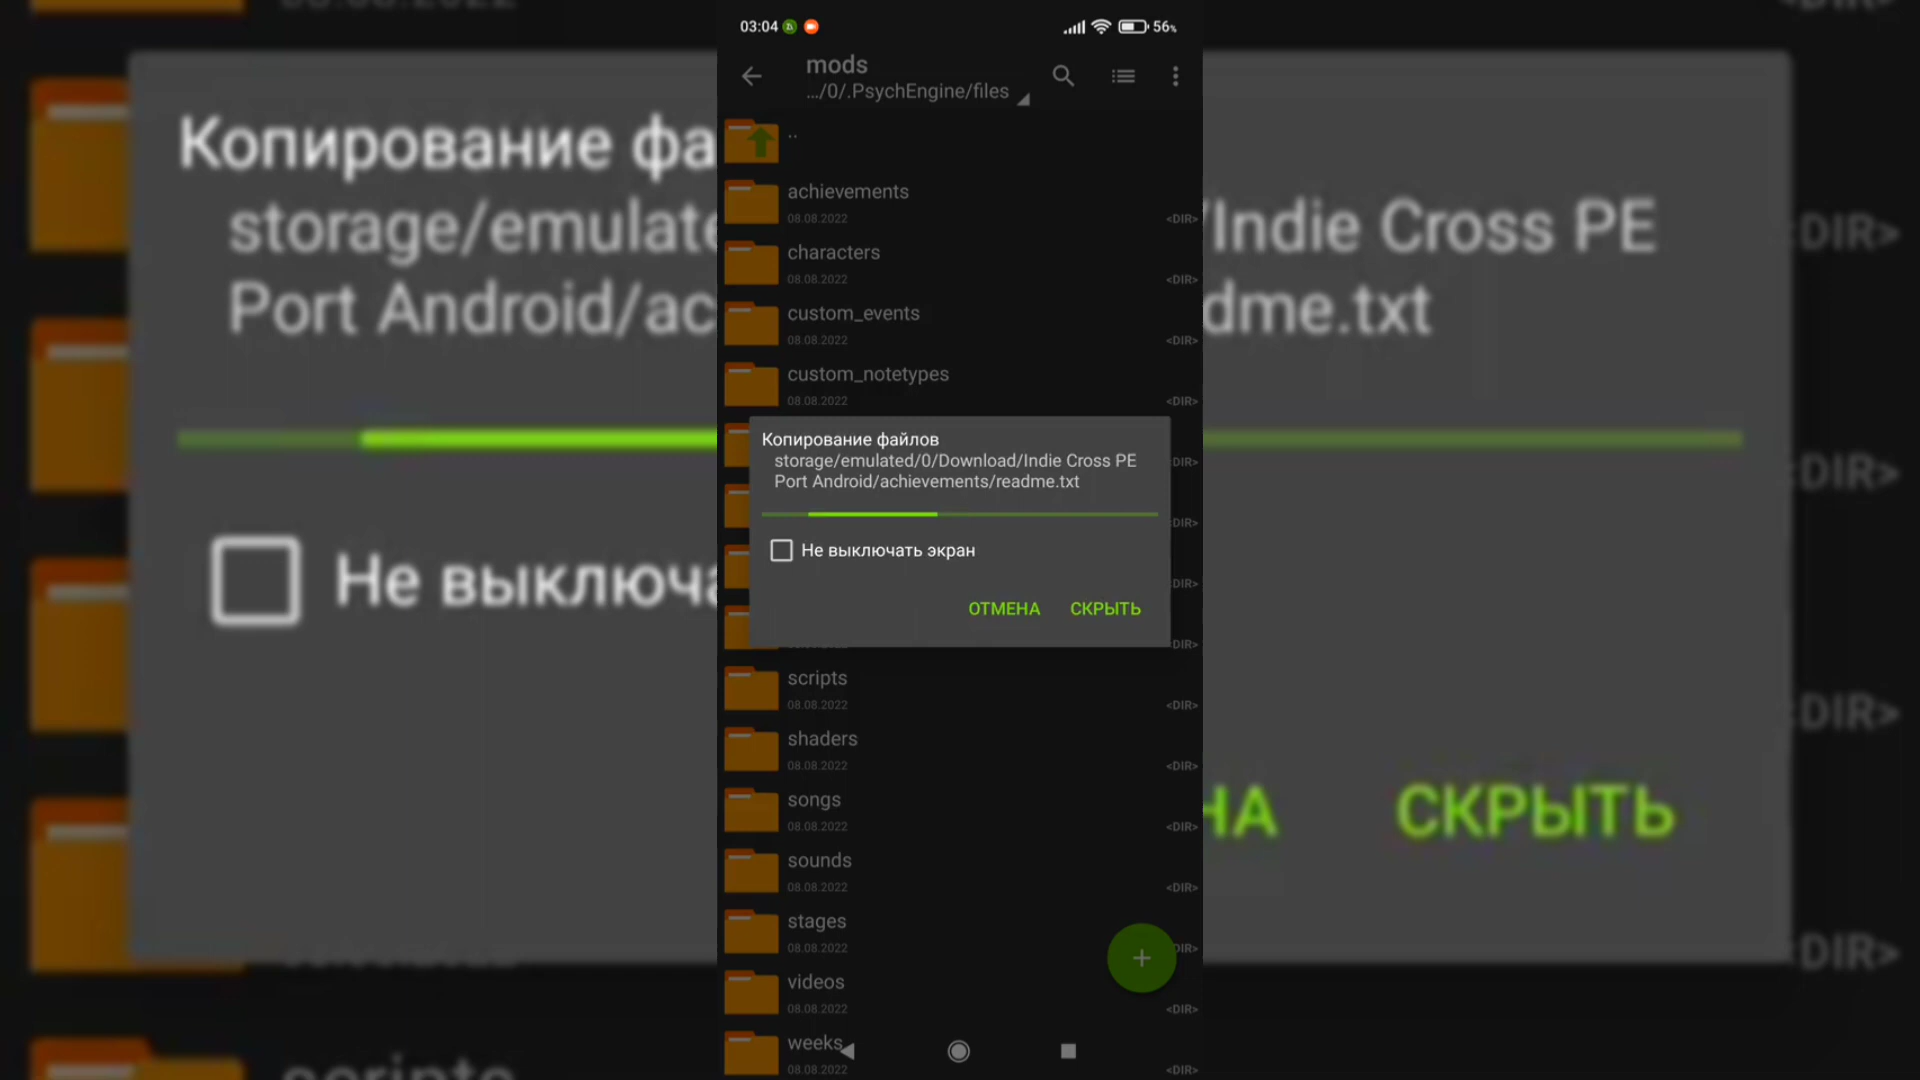 03:04
56%
mods
.../0/.PsychEngine/files
..
achievements
08.08.2022
<DIR>
characters
08.08.2022
<DIR>
custom_events
08.08.2022
<DIR>
custom_notetypes
08.08.2022
<DIR>
Копирование файлов
storage/emulated/0/Download/Indie Cross PE
Port Android/achievements/readme.txt
Не выключать экран
ОТМЕНА СКРЫТЬ
scripts
08.08.2022
<DIR>
shaders
08.08.2022
<DIR>
songs
08.08.2022
<DIR>
sounds
08.08.2022
<DIR>
stages
08.08.2022
videos
08.08.2022
<DIR>
weeks
08.08.2022
<DIR>
Копирование фа
storage/emulate
/Indie Cross PE
Port Android/ac
dme.txt
Не выключа
НА
СКРЫТЬ